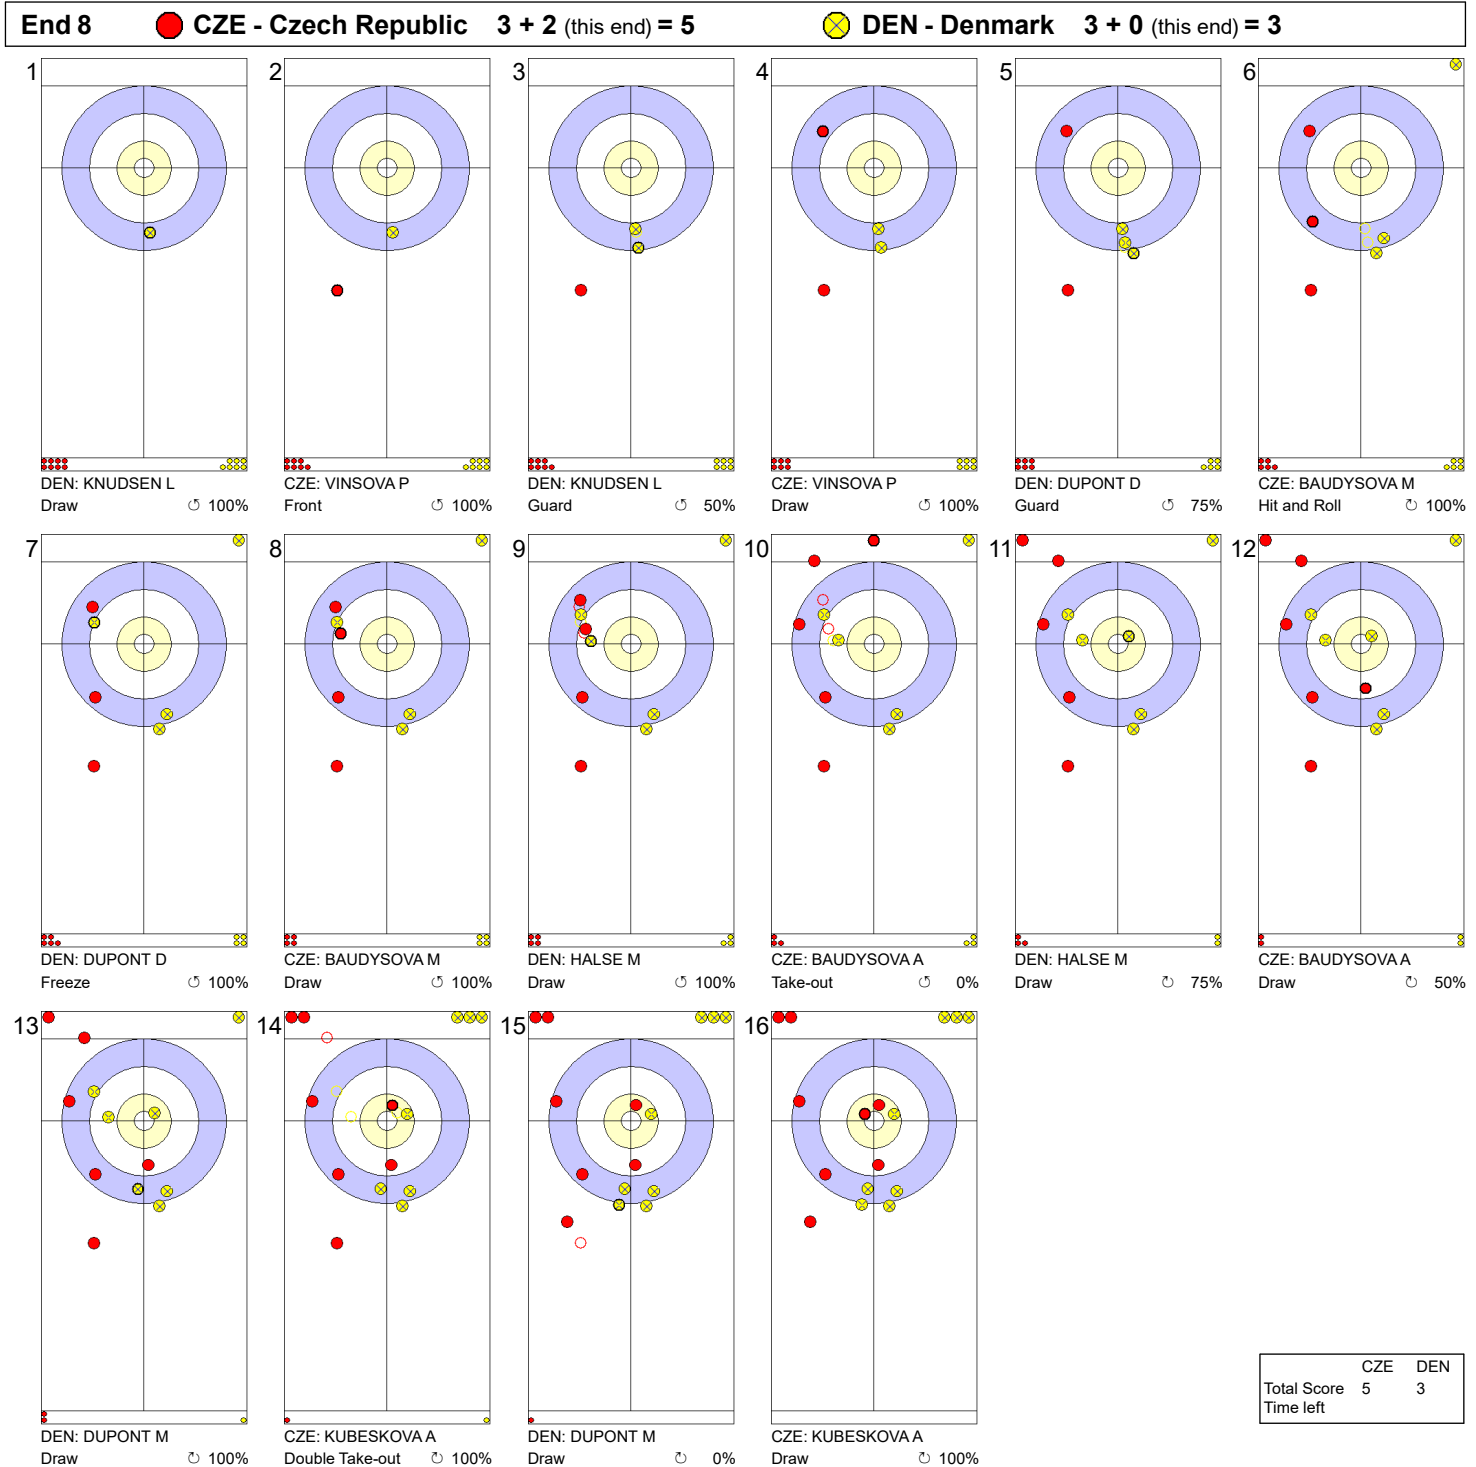 End 8 CZE - Czech Republic 3 + 2 (this end) = 5 DEN - Denmark 3 + 0 (this end) = 3
1 2 3 4 5 6
DEN: KNUDSEN L CZE: VINSOVA P DEN: KNUDSEN L CZE: VINSOVA P DEN: DUPONT D CZE: BAUDYSOVA M
Draw ↺ 100% Front ↺ 100% Guard ↺ 50% Draw ↻ 100% Guard ↺ 75% Hit and Roll ↻ 100%
7 8 9 10 11 12
DEN: DUPONT D CZE: BAUDYSOVA M DEN: HALSE M CZE: BAUDYSOVA A DEN: HALSE M CZE: BAUDYSOVA A
Freeze ↺ 100% Draw ↺ 100% Draw ↺ 100% Take-out ↺ 0% Draw ↻ 75% Draw ↻ 50%
13 14 15 16
DEN: DUPONT M CZE: KUBESKOVA A DEN: DUPONT M CZE: KUBESKOVA A
Draw ↻ 100% Double Take-out ↻ 100% Draw ↻ 0% Draw ↻ 100%
CZE DEN
Total Score 5 3
Time left